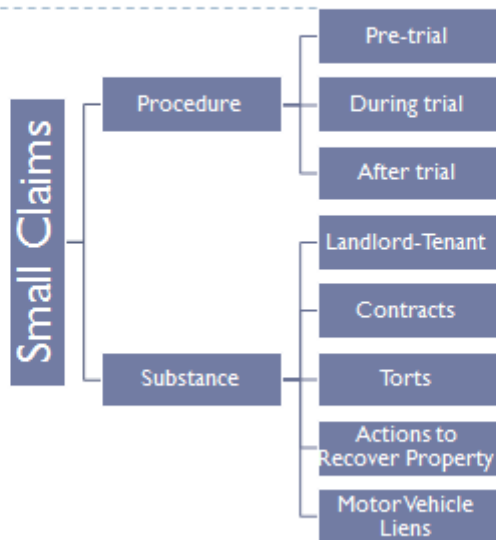 Small Claims
Procedure
Pre-trial
During trial
After trial
Substance
Landlord-Tenant
Contracts
Torts
Actions to
Recover Property
Motor Vehicle
Liens